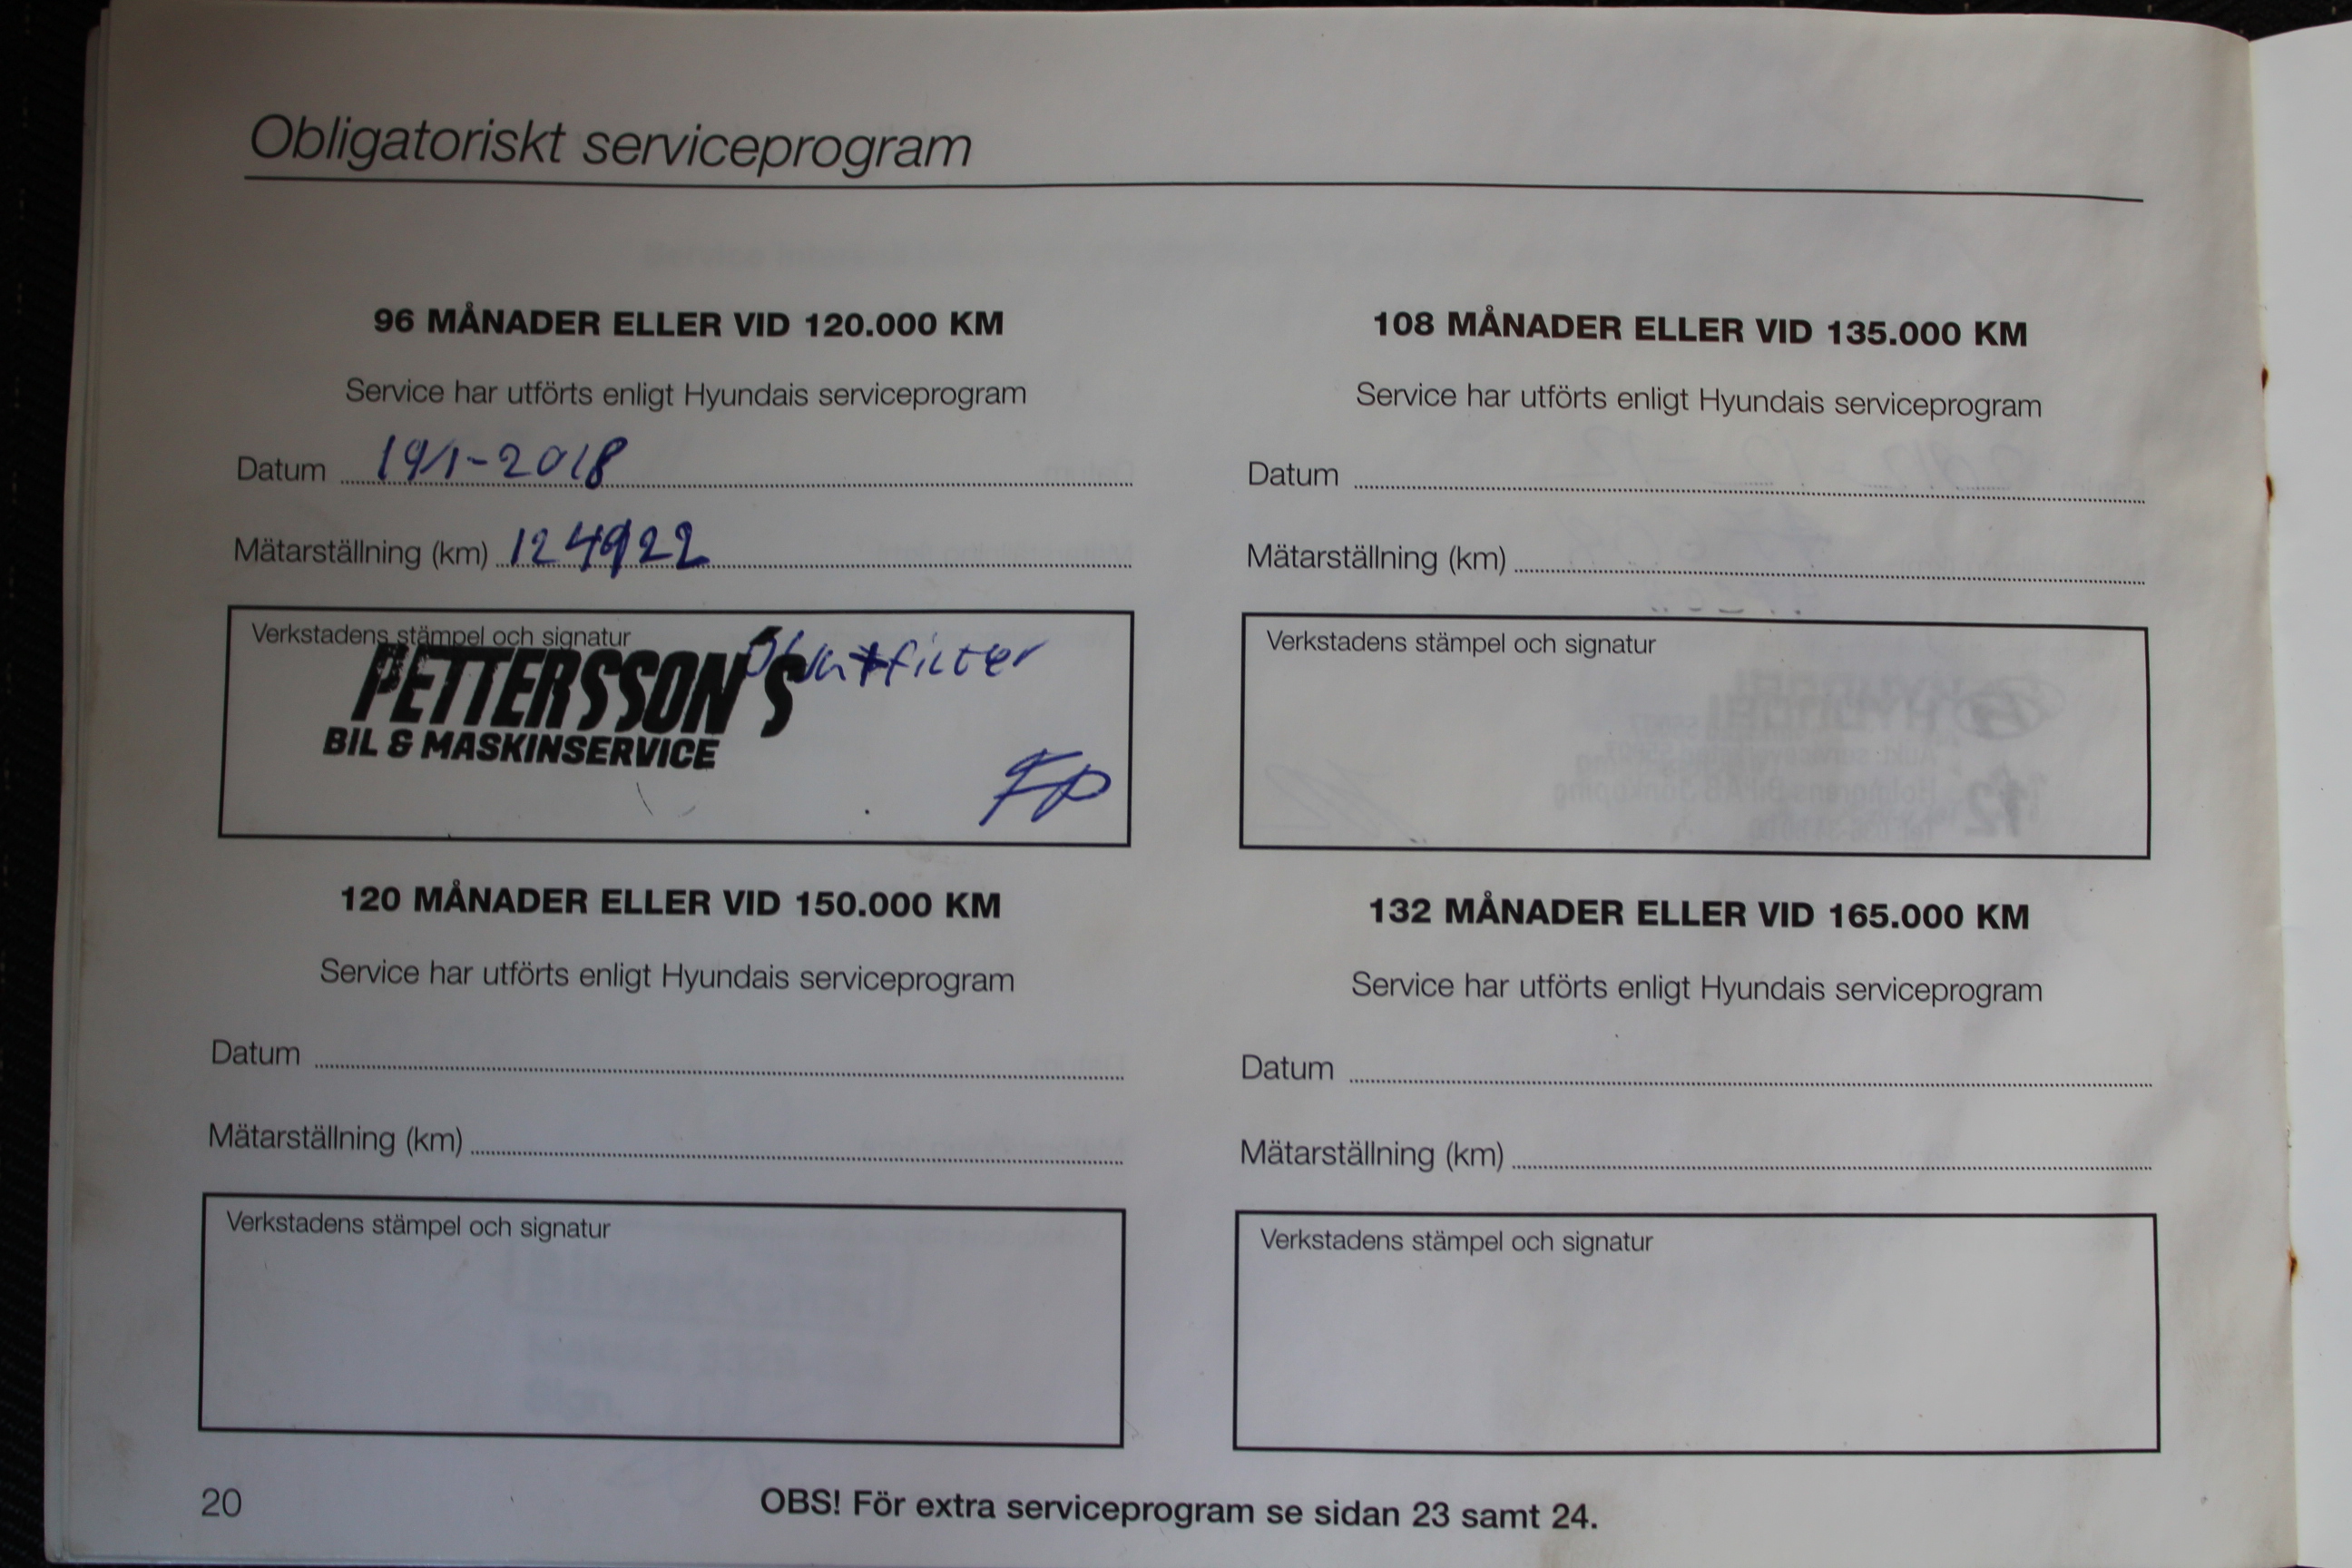 Obligatoriskt serviceprogram
96 MÅNADER ELLER VID 120.000 KM
Service har utförts enligt Hyundais serviceprogram
Datum 19/1-2018
Mätarställning (km) 124922
Verkstadens stämpel och signatur
PETTERSSON'S
BIL & MASKINSERVICE
FP
108 MÅNADER ELLER VID 135.000 KM
Service har utförts enligt Hyundais serviceprogram
Datum
Mätarställning (km)
Verkstadens stämpel och signatur
120 MÅNADER ELLER VID 150.000 KM
Service har utförts enligt Hyundais serviceprogram
Datum
Mätarställning (km)
Verkstadens stämpel och signatur
132 MÅNADER ELLER VID 165.000 KM
Service har utförts enligt Hyundais serviceprogram
Datum
Mätarställning (km)
Verkstadens stämpel och signatur
20
OBS! För extra serviceprogram se sidan 23 samt 24.